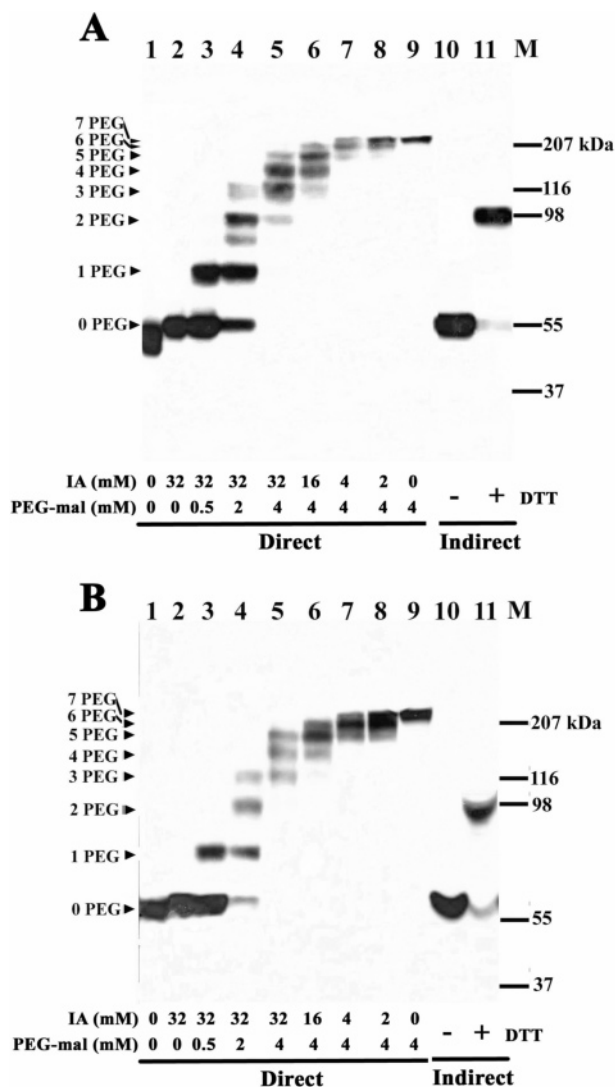 A
1 2 3 4 5 6 7 8 9 10 11 M
7 PEG
6 PEG
5 PEG
4 PEG
3 PEG
2 PEG
1 PEG
0 PEG
207 kDa
116
98
55
37
IA (mM) 0 32 32 32 32 16 4 2 0
PEG-mal (mM) 0 0 0.5 2 4 4 4 4 4
- + DTT
Direct Indirect
B
1 2 3 4 5 6 7 8 9 10 11 M
7 PEG
6 PEG
5 PEG
4 PEG
3 PEG
2 PEG
1 PEG
0 PEG
207 kDa
116
98
55
37
IA (mM) 0 32 32 32 32 16 4 2 0
PEG-mal (mM) 0 0 0.5 2 4 4 4 4 4
- + DTT
Direct Indirect